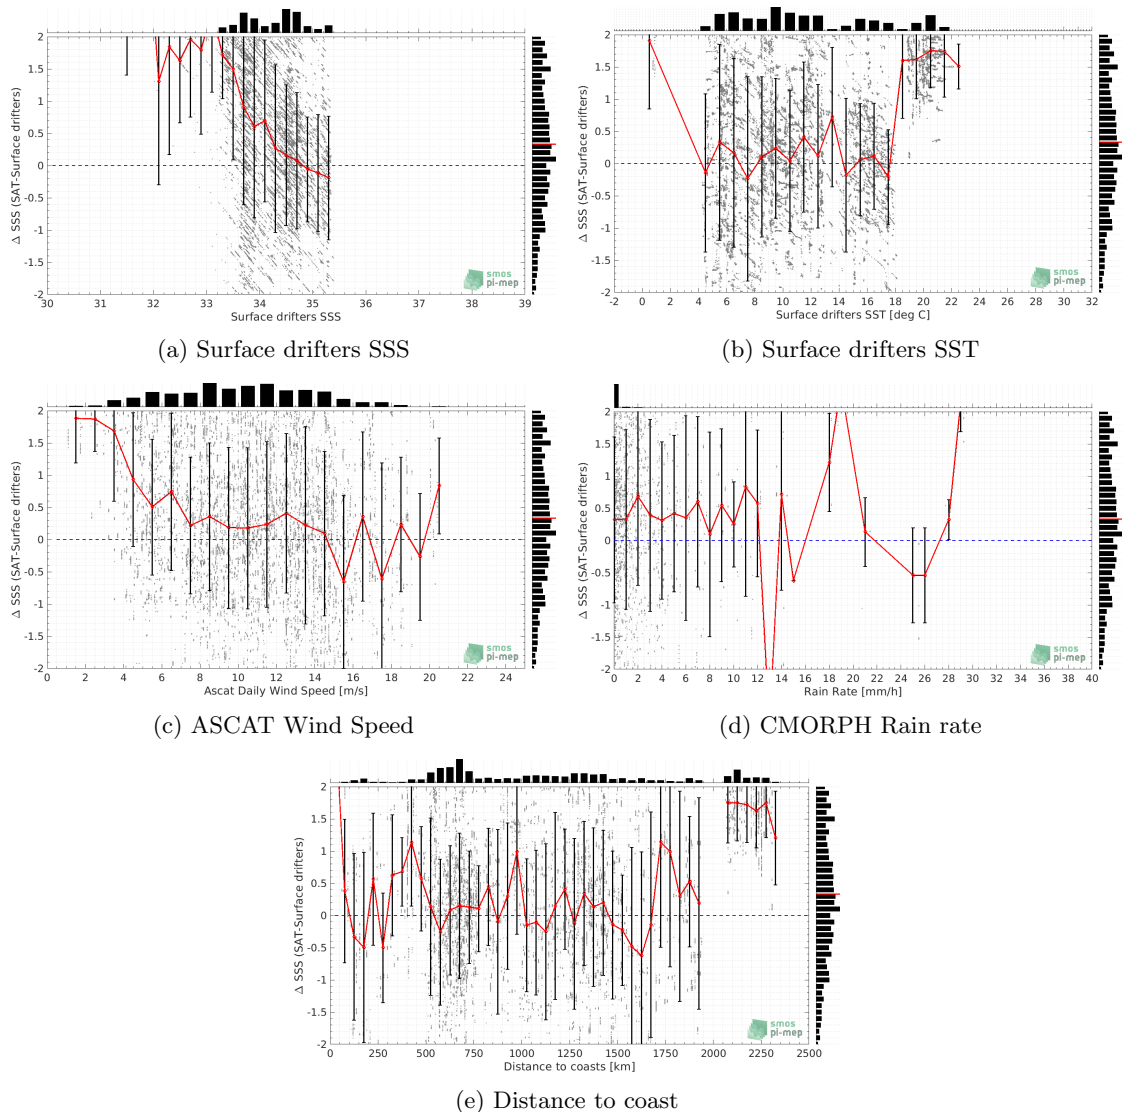 2
1.5
1
0.5
0
-0.5
-1
-1.5
-2
Δ SSS (SAT-Surface drifters)
30 31 32 33 34 35 36 37 38 39
Surface drifters SSS
smos
pi-mep
(a) Surface drifters SSS
2
1.5
1
0.5
0
-0.5
-1
-1.5
-2
Δ SSS (SAT-Surface drifters)
-2 0 2 4 6 8 10 12 14 16 18 20 22 24 26 28 30 32
Surface drifters SST [deg C]
smos
pi-mep
(b) Surface drifters SST
2
1.5
1
0.5
0
-0.5
-1
-1.5
-2
Δ SSS (SAT-Surface drifters)
0 2 4 6 8 10 12 14 16 18 20 22 24
Ascat Daily Wind Speed [m/s]
smos
pi-mep
(c) ASCAT Wind Speed
2
1.5
1
0.5
0
-0.5
-1
-1.5
-2
Δ SSS (SAT-Surface drifters)
0 2 4 6 8 10 12 14 16 18 20 22 24 26 28 30 32 34 36 38 40
Rain Rate [mm/h]
smos
pi-mep
(d) CMORPH Rain rate
2
1.5
1
0.5
0
-0.5
-1
-1.5
-2
Δ SSS (SAT-Surface drifters)
0 250 500 750 1000 1250 1500 1750 2000 2250 2500
Distance to coasts [km]
smos
pi-mep
(e) Distance to coast